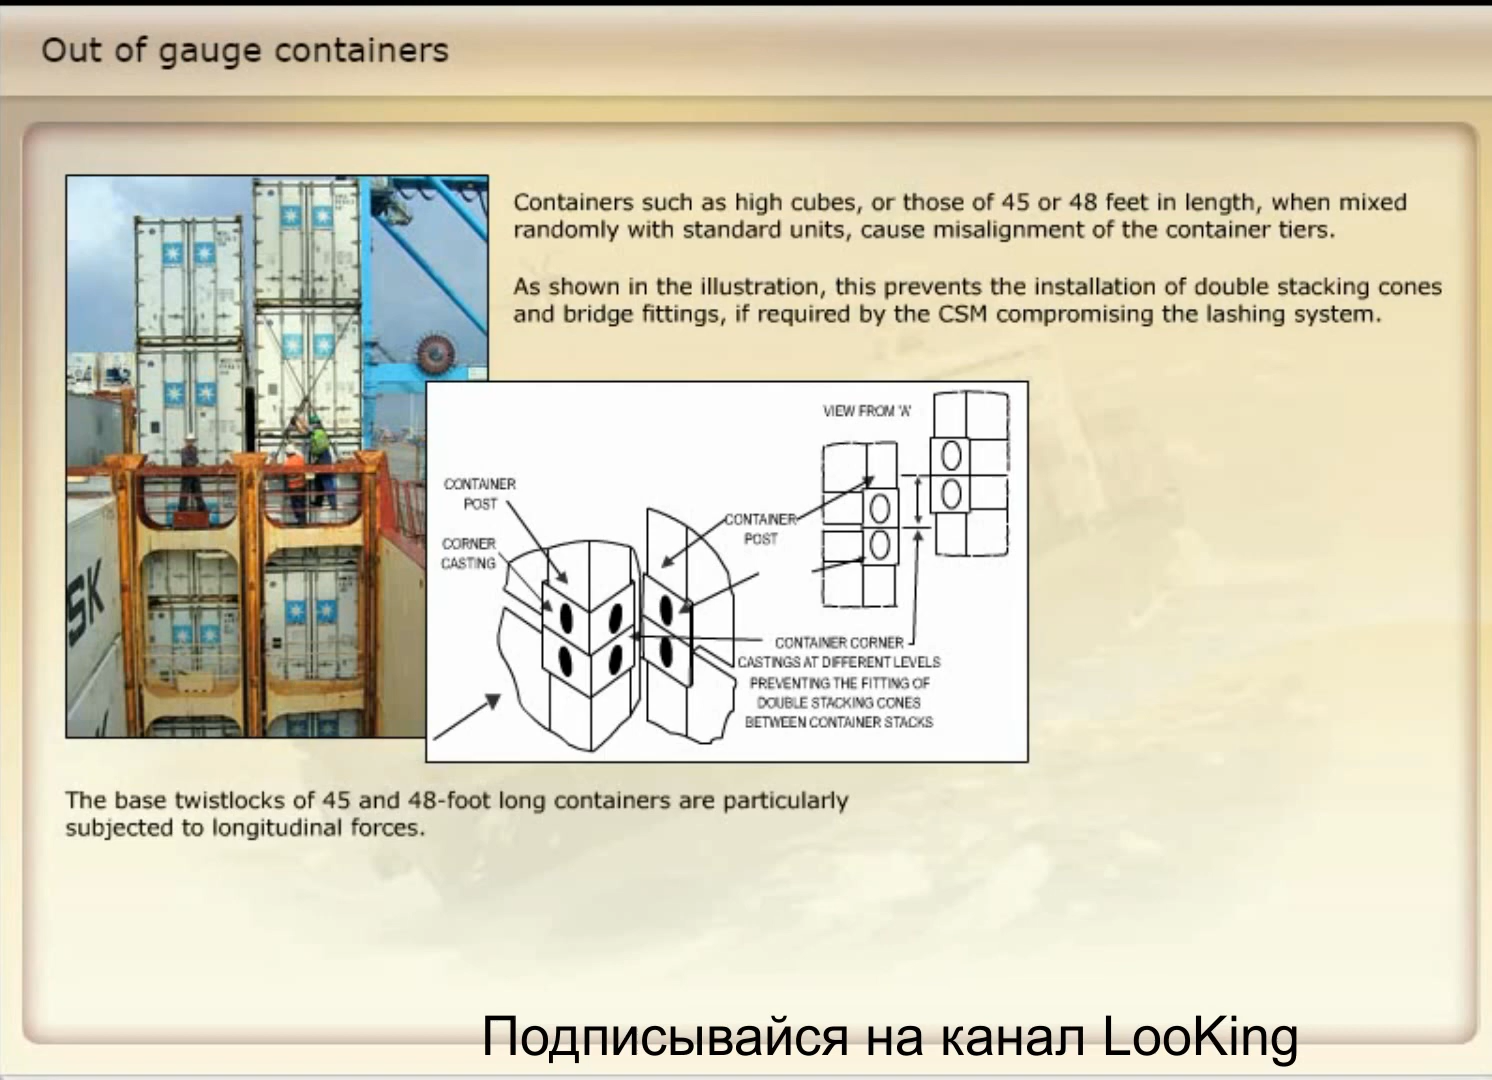 Out of gauge containers
Containers such as high cubes, or those of 45 or 48 feet in length, when mixed
randomly with standard units, cause misalignment of the container tiers.
As shown in the illustration, this prevents the installation of double stacking cones
and bridge fittings, if required by the CSM compromising the lashing system.
SK
VIEW FROM 'A'
CONTAINER
POST
CORNER
CASTING
CONTAINER
POST
CONTAINER CORNER
CASTINGS AT DIFFERENT LEVELS
PREVENTING THE FITTING OF
DOUBLE STACKING CONES
BETWEEN CONTAINER STACKS
The base twistlocks of 45 and 48-foot long containers are particularly
subjected to longitudinal forces.
Подписывайся на канал LooKing